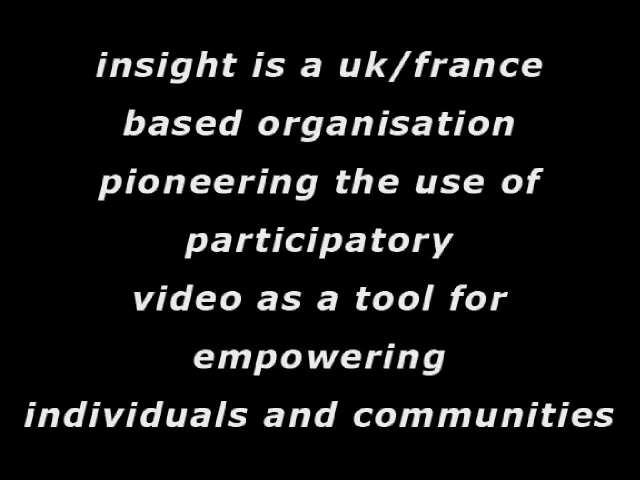 insight is a uk/france
based organisation
pioneering the use of
participatory
video as a tool for
empowering
individuals and communities